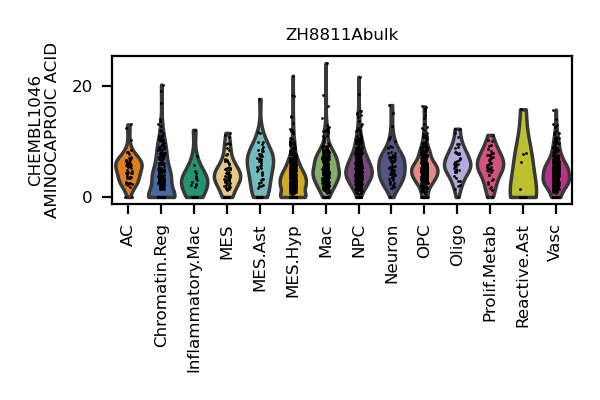 ZH8811Abulk
CHEMBL1046
AMINOCAPROIC ACID
20
0
AC
Chromatin.Reg
Inflammatory.Mac
MES
MES.Ast
MES.Hyp
Mac
NPC
Neuron
OPC
Oligo
Prolif.Metab
Reactive.Ast
Vasc